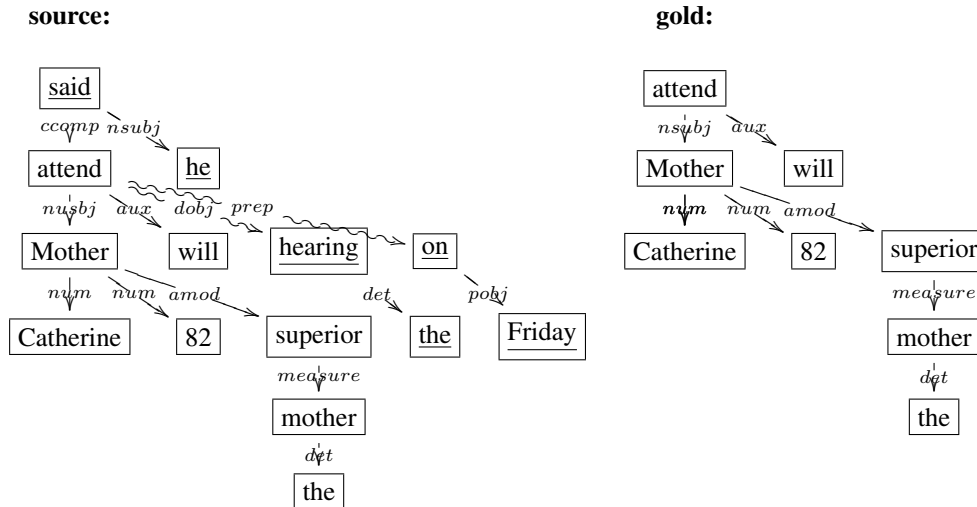 source: gold:
said
attend
ccomp nsubj
nsubj aux
attend he
Mother will
nusbj aux dobj prep
num num amod
Mother will hearing on
Catherine 82 superior
num num amod det pobj
measure
Catherine 82 superior the Friday
mother
measure
det
mother
the
det
the